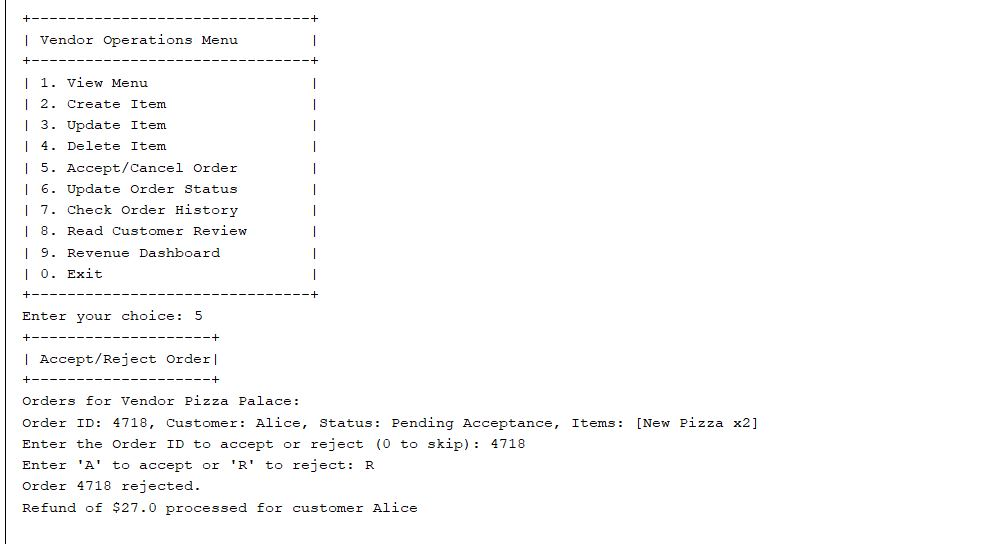 +-------------------------------+
| Vendor Operations Menu        |
+-------------------------------+
| 1. View Menu                  |
| 2. Create Item                |
| 3. Update Item                |
| 4. Delete Item                |
| 5. Accept/Cancel Order        |
| 6. Update Order Status        |
| 7. Check Order History        |
| 8. Read Customer Review       |
| 9. Revenue Dashboard          |
| 0. Exit                       |
+-------------------------------+
Enter your choice: 5
+--------------------+
| Accept/Reject Order|
+--------------------+
Orders for Vendor Pizza Palace:
Order ID: 4718, Customer: Alice, Status: Pending Acceptance, Items: [New Pizza x2]
Enter the Order ID to accept or reject (0 to skip): 4718
Enter 'A' to accept or 'R' to reject: R
Order 4718 rejected.
Refund of $27.0 processed for customer Alice